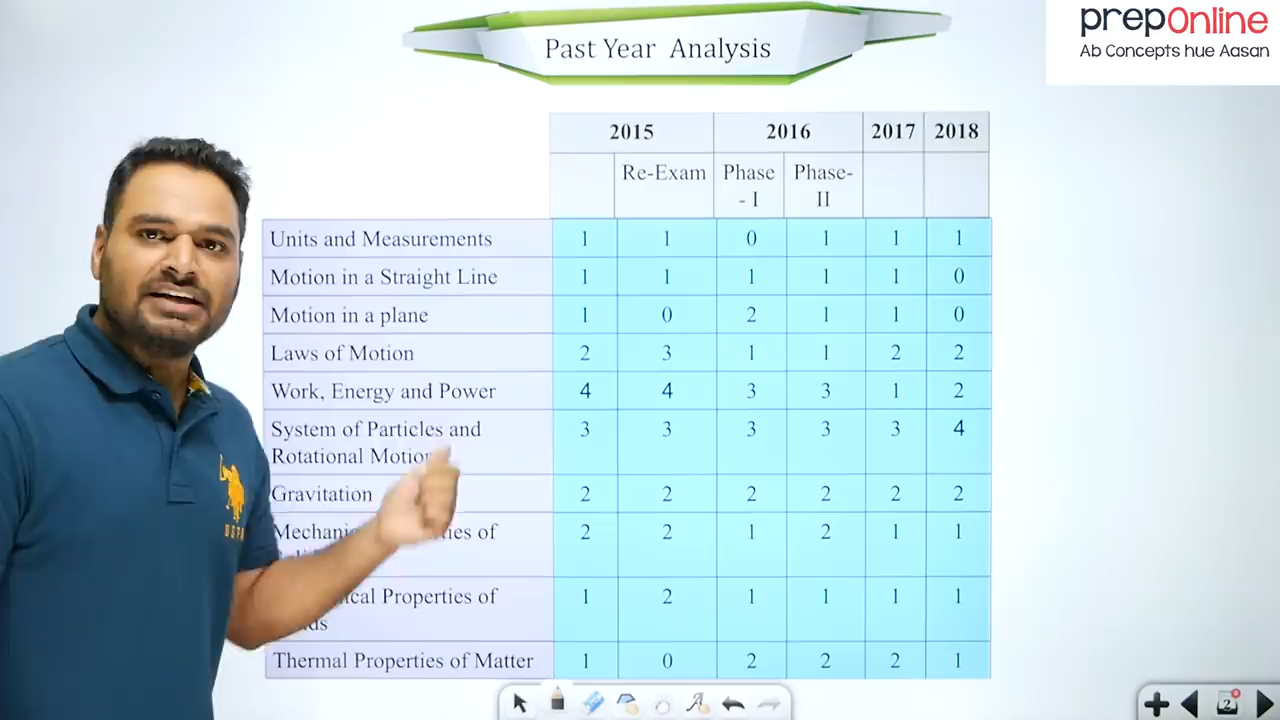 prepOnline
Ab Concepts hue Aasan
Past Year Analysis
2015 2016 2017 2018
Re-Exam Phase - I Phase- II
Units and Measurements 1 1 0 1 1 1
Motion in a Straight Line 1 1 1 1 1 0
Motion in a plane 1 0 2 1 1 0
Laws of Motion 2 3 1 1 2 2
Work, Energy and Power 4 4 3 3 1 2
System of Particles and 3 3 3 3 3 4
Rotational Motion
Gravitation 2 2 2 2 2 2
of 2 2 1 2 1 1
Properties of 1 2 1 1 1 1
Thermal Properties of Matter 1 0 2 2 2 1
2